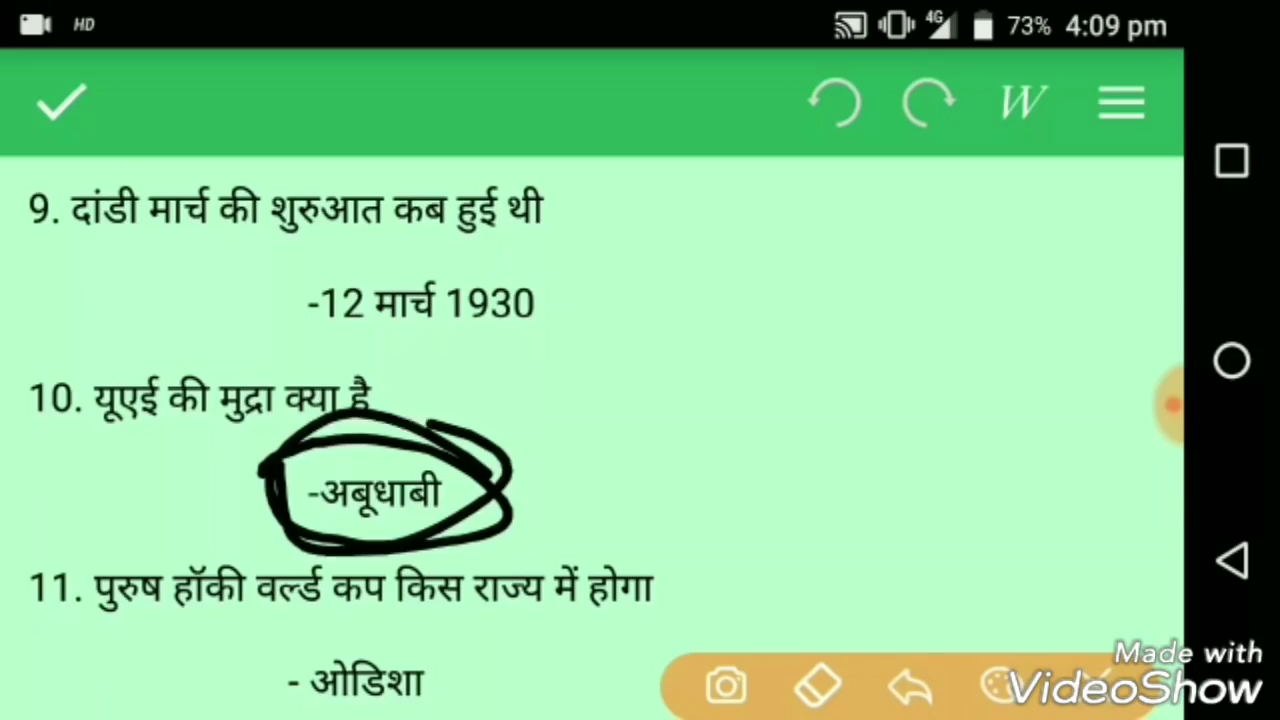 HD 4G 73% 4:09 pm
W
9. दांडी मार्च की शुरुआत कब हुई थी
-12 मार्च 1930
10. यूएई की मुद्रा क्या है
-अबूधाबी
11. पुरुष हॉकी वर्ल्ड कप किस राज्य में होगा
- ओडिशा
Made with
VideoShow